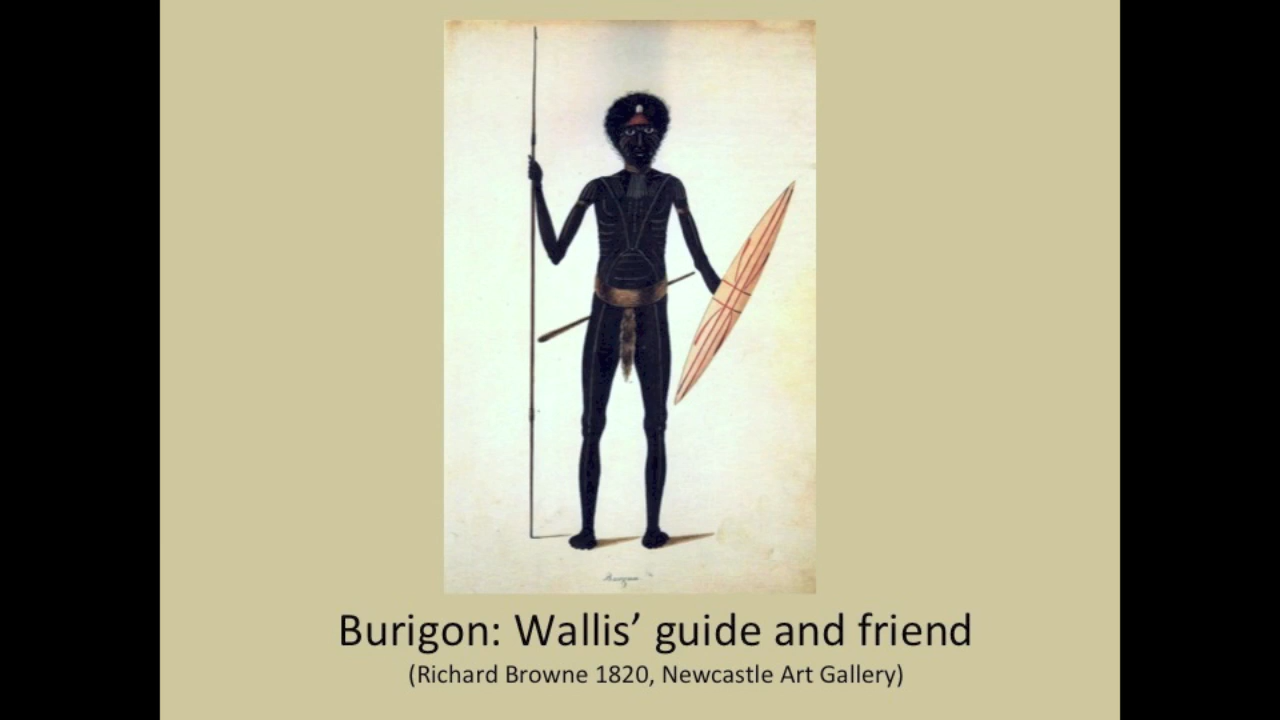 Burigon: Wallis’ guide and friend
(Richard Browne 1820, Newcastle Art Gallery)